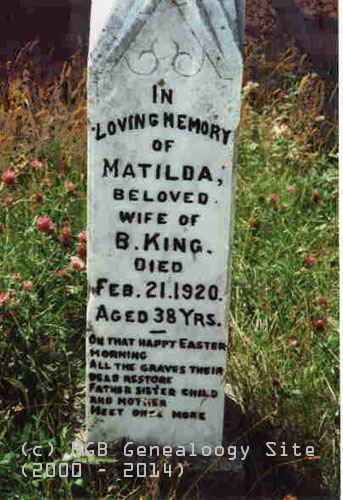 IN
LOVING MEMORY
OF
MATILDA,
BELOVED
WIFE OF
B. KING.
DIED
FEB. 21. 1920.
AGED 38 YRS.
ON THAT HAPPY EASTER
MORNING
ALL THE GRAVES THEIR
DEAD RESTORE
FATHER SISTER CHILD
AND MOTHER
MEET ONCE MORE
(c) NGB Genealoogy Site
(2000 - 2014)